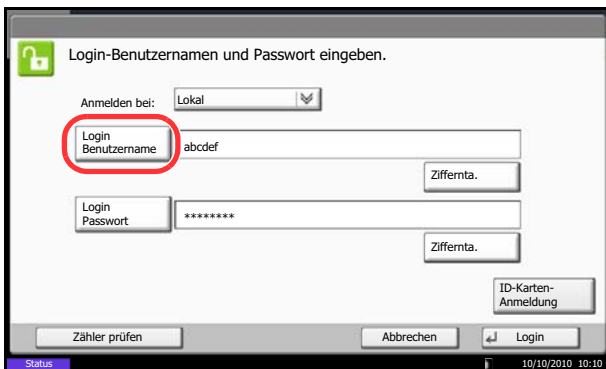 Login-Benutzernamen und Passwort eingeben.
Anmelden bei:
Lokal
Login
Benutzername
abcdef
Ziffernta.
Login
Passwort
********
Ziffernta.
ID-Karten-
Anmeldung
Zähler prüfen
Abbrechen
Login
Status
10/10/2010 10:10